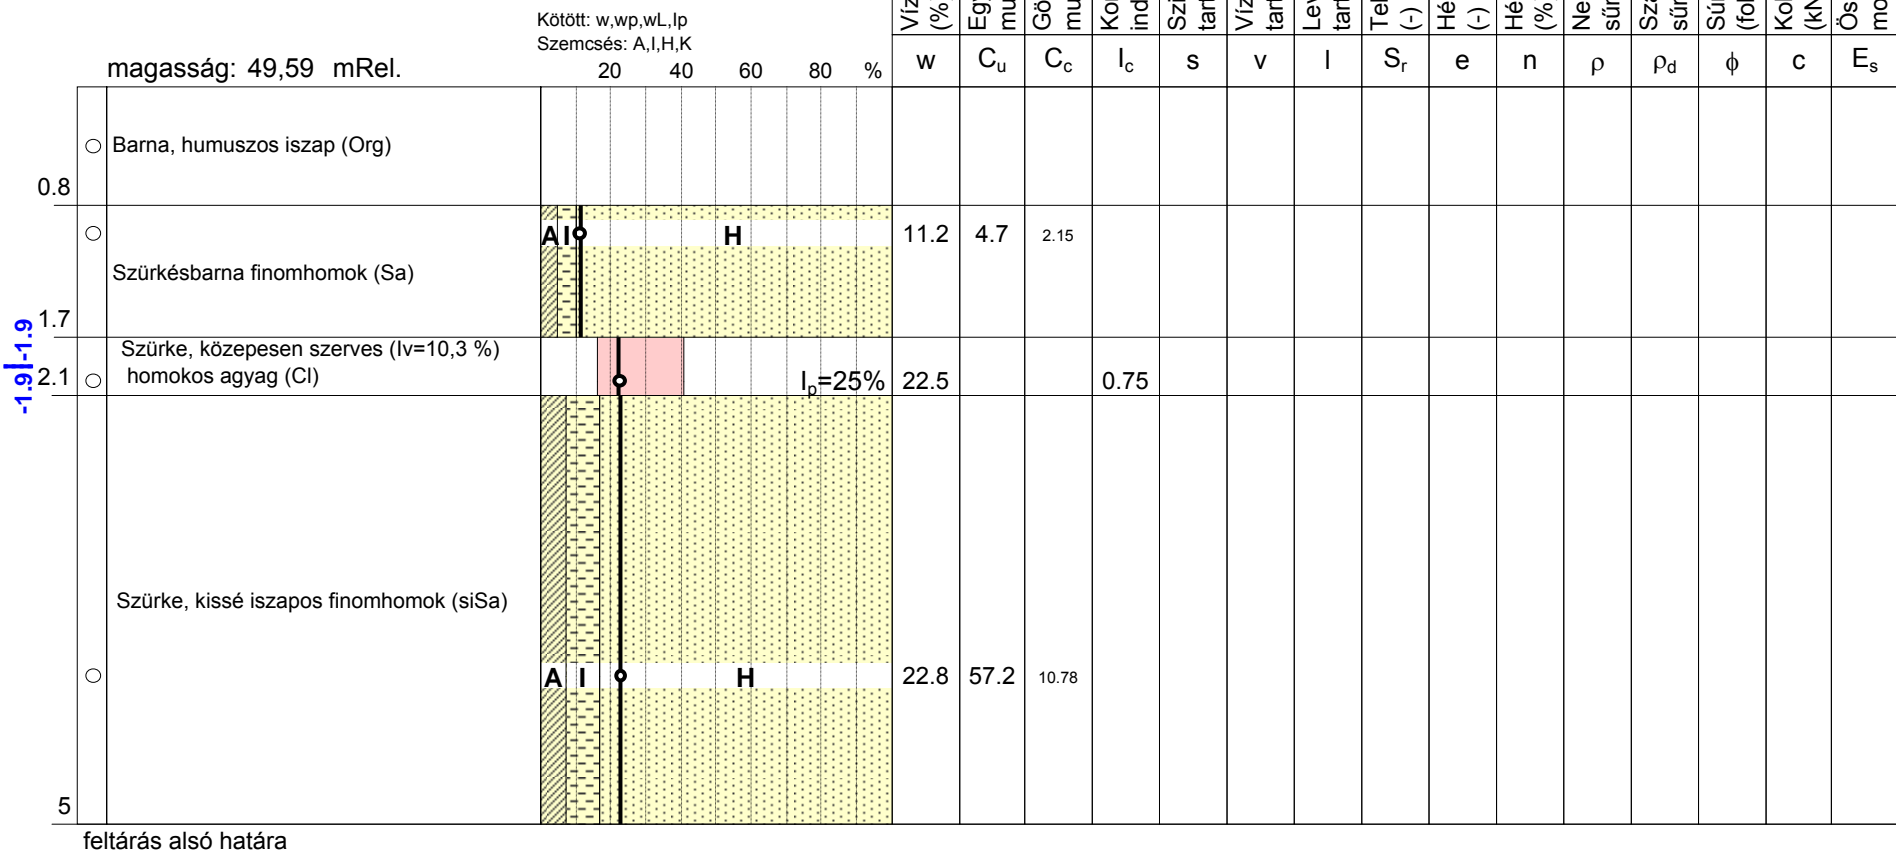 Kötött: w,wp,wL,Ip
Szemcsés: A,I,H,K
magasság: 49,59 mRel.
20 40 60 80 %
(%)
(-)
(-)
(%)
w Cu Cc Ic s v l Sr e n ρ ρd ϕ c Es
Barna, humuszos iszap (Org)
0.8
A I H 11.2 4.7 2.15
Szürkésbarna finomhomok (Sa)
1.7
-1.9 -1.9
Szürke, közepesen szerves (Iv=10,3 %)
homokos agyag (Cl)
2.1
Ip=25% 22.5 0.75
Szürke, kissé iszapos finomhomok (siSa)
A I H 22.8 57.2 10.78
5
feltárás alsó határa